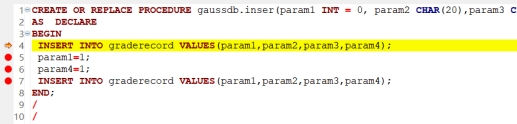 1 CREATE OR REPLACE PROCEDURE gaussdb.inser(param1 INT = 0, param2 CHAR(20),param3 C
2 AS DECLARE
3 BEGIN
4 INSERT INTO graderecord VALUES(param1,param2,param3,param4);
5 param1=1;
6 param4=1;
7 INSERT INTO graderecord VALUES(param1,param2,param3,param4);
8 END;
9 /
10 /